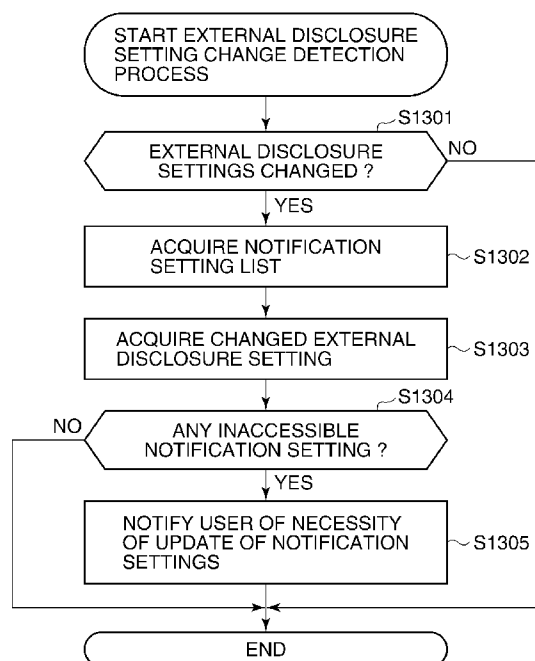 START EXTERNAL DISCLOSURE
SETTING CHANGE DETECTION
PROCESS
S1301
EXTERNAL DISCLOSURE
SETTINGS CHANGED ?
NO
YES
ACQUIRE NOTIFICATION
SETTING LIST
S1302
ACQUIRE CHANGED EXTERNAL
DISCLOSURE SETTING
S1303
S1304
NO
ANY INACCESSIBLE
NOTIFICATION SETTING ?
YES
NOTIFY USER OF NECESSITY
OF UPDATE OF NOTIFICATION
SETTINGS
S1305
END